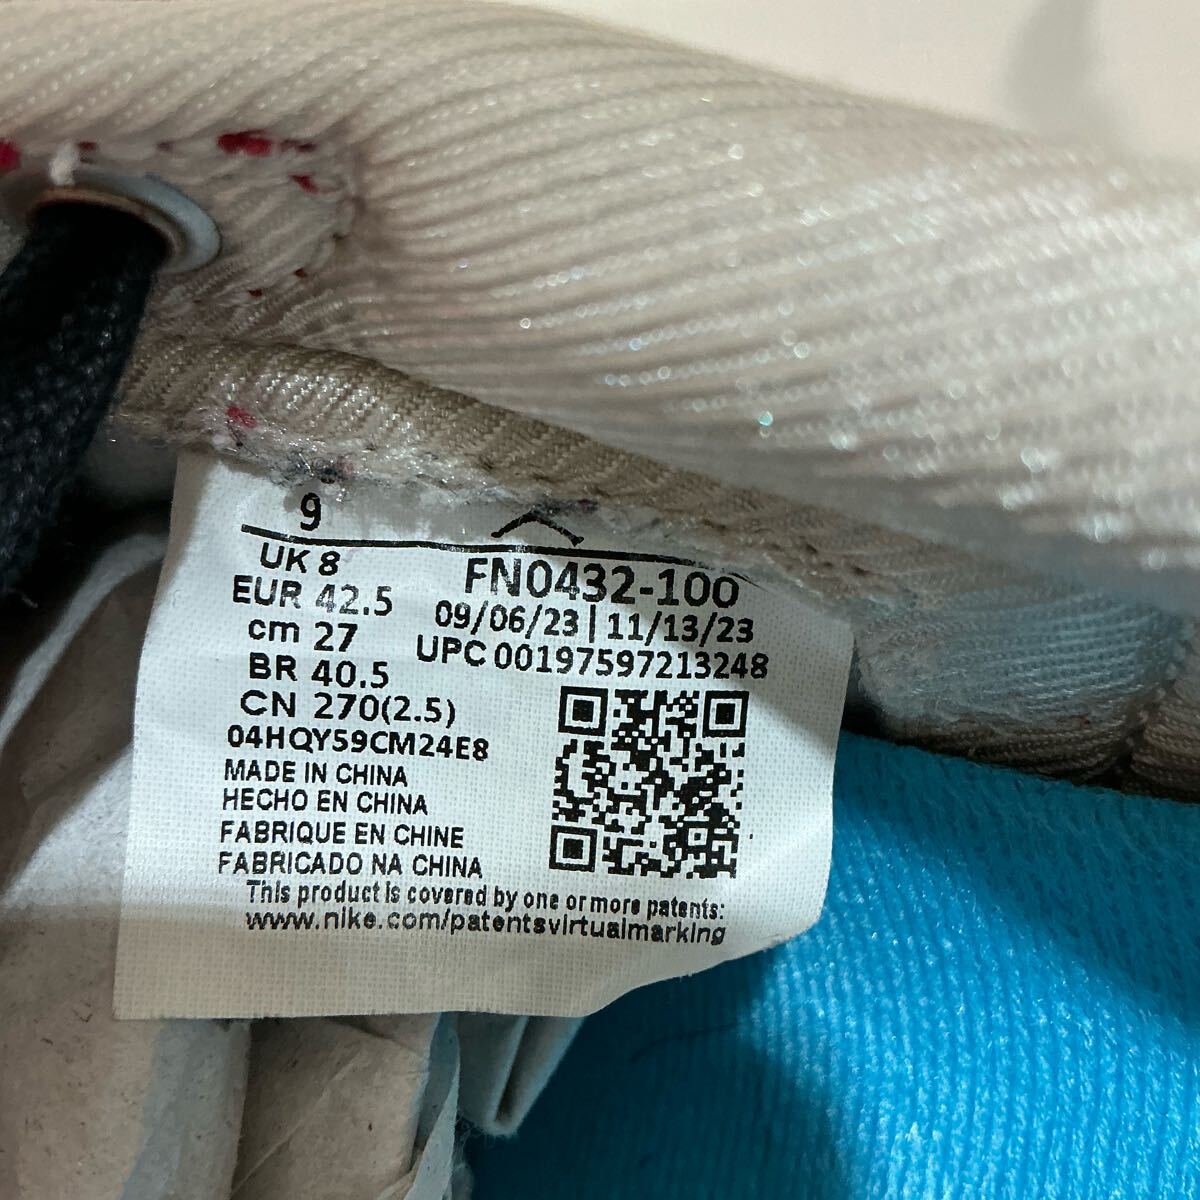 9
UK 8
EUR 42.5
cm 27
BR 40.5
CN 270(2.5)
04HQY59CM24E8
MADE IN CHINA
HECHO EN CHINA
FABRIQUE EN CHINE
FABRICADO NA CHINA
FN0432-100
09/06/23 | 11/13/23
UPC 00197597213248
This product is covered by one or more patents:
www.nike.com/patentsvirtualmarking